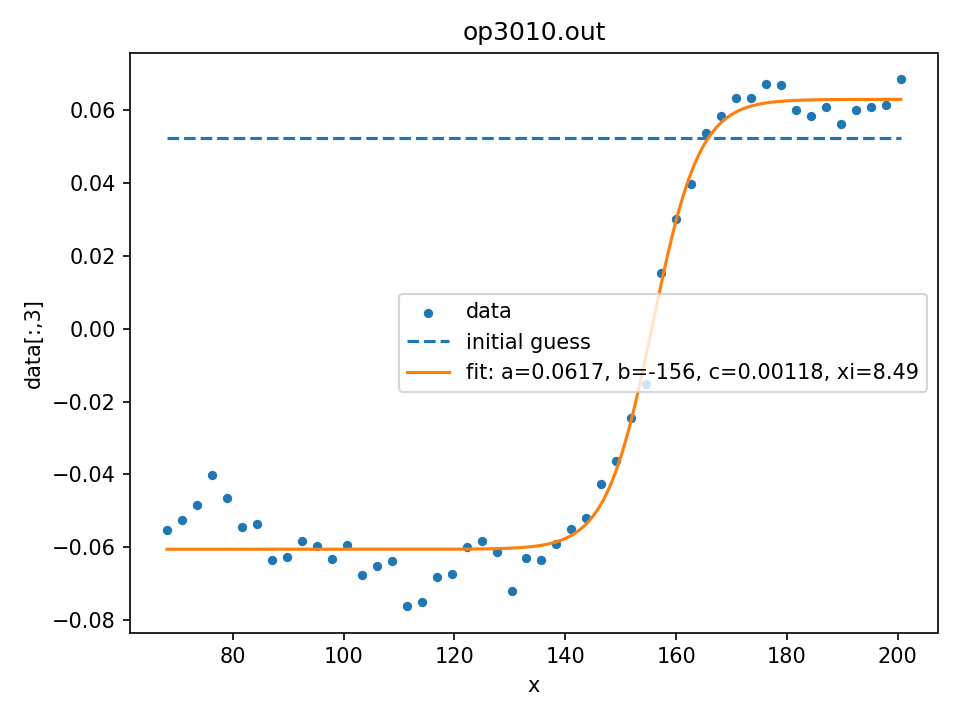 op3010.out
data[:,3]
0.06
0.04
0.02
0.00
−0.02
−0.04
−0.06
−0.08
data
initial guess
fit: a=0.0617, b=-156, c=0.00118, xi=8.49
80 100 120 140 160 180 200
x